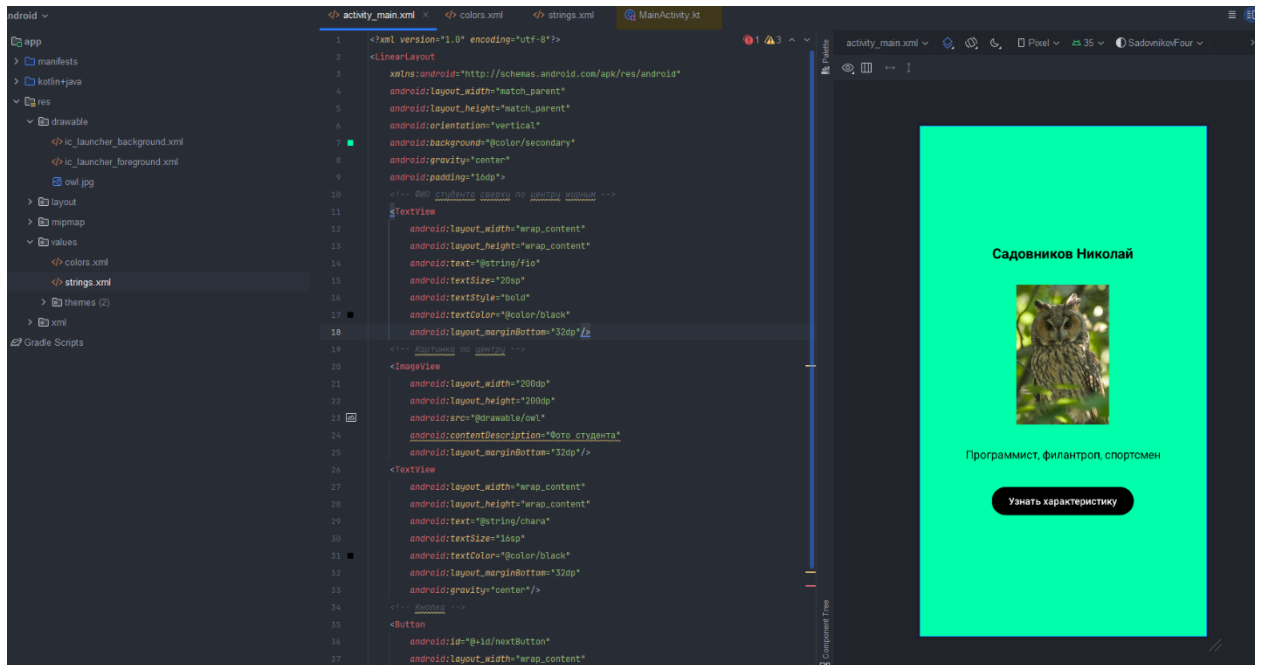 ndroid
activity_main.xml
colors.xml
strings.xml
MainActivity.kt
app
manifests
kotlin+java
res
drawable
ic_launcher_background.xml
ic_launcher_foreground.xml
owl.jpg
layout
mipmap
values
colors.xml
strings.xml
themes (2)
xml
Gradle Scripts
1 <?xml version="1.0" encoding="utf-8"?>
2 <LinearLayout
3 xmlns:android="http://schemas.android.com/apk/res/android"
4 android:layout_width="match_parent"
5 android:layout_height="match_parent"
6 android:orientation="vertical"
7 android:background="@color/secondary"
8 android:gravity="center"
9 android:padding="16dp">
10 <!-- ФИО студента сверху по центру жирным -->
11 <TextView
12 android:layout_width="wrap_content"
13 android:layout_height="wrap_content"
14 android:text="@string/fio"
15 android:textSize="20sp"
16 android:textStyle="bold"
17 android:textColor="@color/black"
18 android:layout_marginBottom="32dp"/>
19 <!-- Картинка по центру -->
20 <ImageView
21 android:layout_width="200dp"
22 android:layout_height="200dp"
23 android:src="@drawable/owl"
24 android:contentDescription="Фото студента"
25 android:layout_marginBottom="32dp"/>
26 <TextView
27 android:layout_width="wrap_content"
28 android:layout_height="wrap_content"
29 android:text="@string/chara"
30 android:textSize="16sp"
31 android:textColor="@color/black"
32 android:layout_marginBottom="32dp"
33 android:gravity="center"/>
34 <!-- Кнопка -->
35 <Button
36 android:id="@+id/nextButton"
37 android:layout_width="wrap_content"
1 3
Palette
Component Tree
activity_main.xml
Pixel
35
SadovnikovFour
Садовников Николай
Программист, филантроп, спортсмен
Узнать характеристику